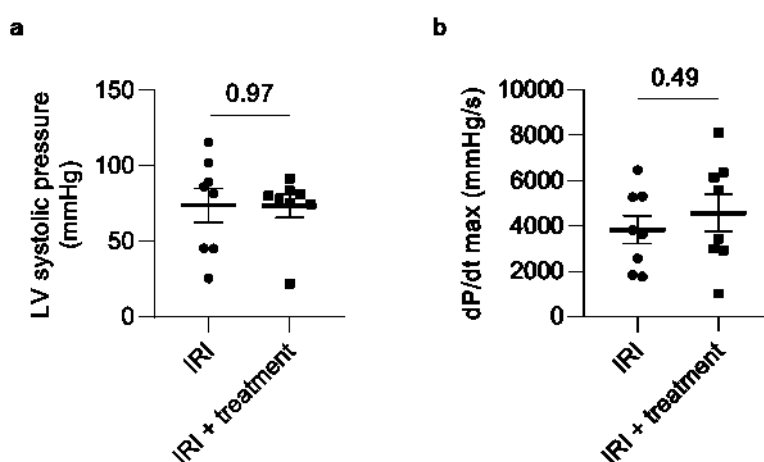 a
LV systolic pressure
(mmHg)
150
100
50
0
0.97
IRI
IRI + treatment
b
dP/dt max (mmHg/s)
10000
8000
6000
4000
2000
0
0.49
IRI
IRI + treatment